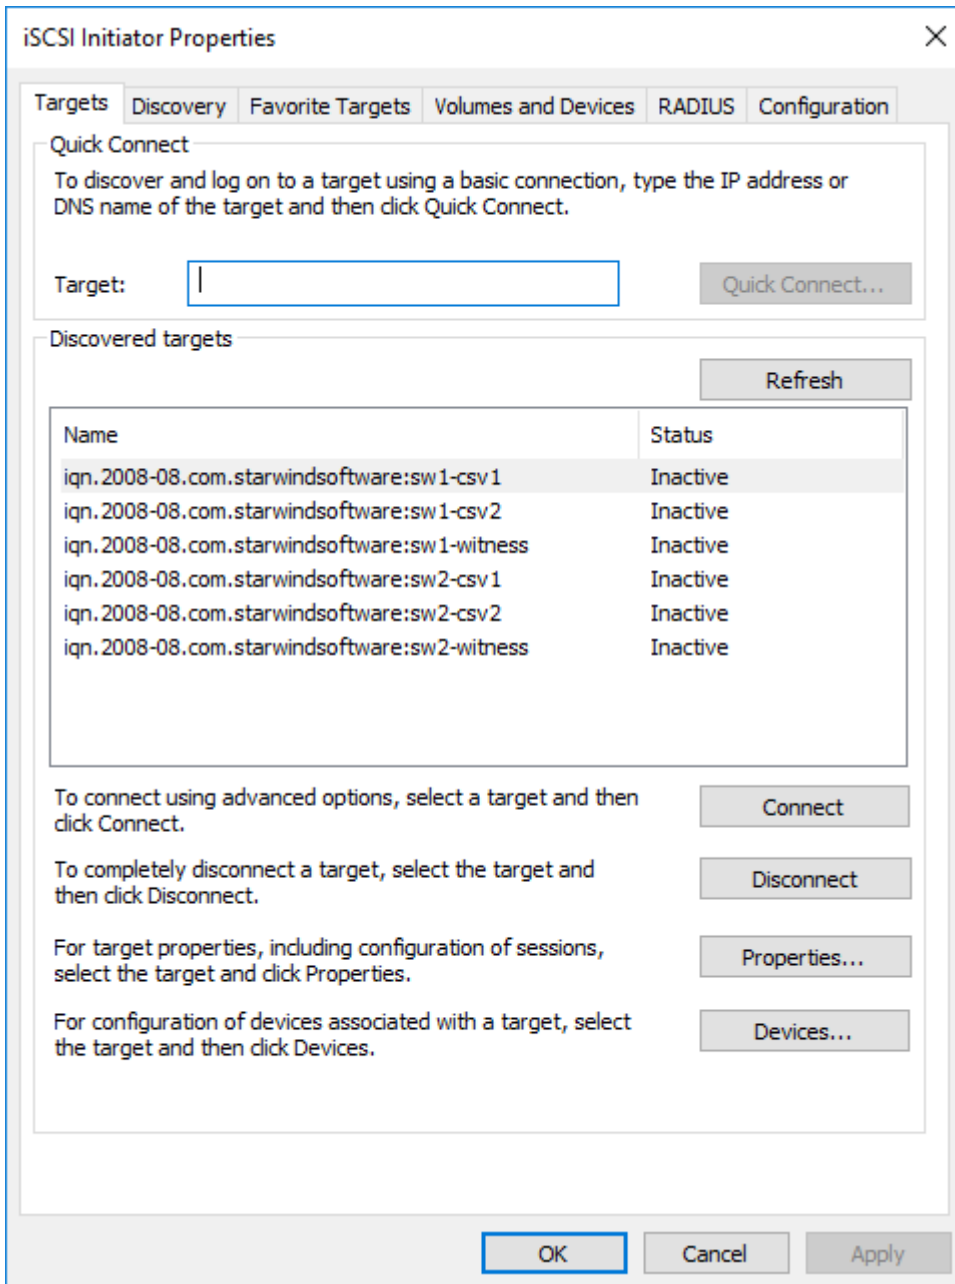 iSCSI Initiator Properties
Targets Discovery Favorite Targets Volumes and Devices RADIUS Configuration
Quick Connect
To discover and log on to a target using a basic connection, type the IP address or
DNS name of the target and then click Quick Connect.
Target:
Quick Connect...
Discovered targets
Refresh
Name Status
iqn.2008-08.com.starwindsoftware:sw1-csv1 Inactive
iqn.2008-08.com.starwindsoftware:sw1-csv2 Inactive
iqn.2008-08.com.starwindsoftware:sw1-witness Inactive
iqn.2008-08.com.starwindsoftware:sw2-csv1 Inactive
iqn.2008-08.com.starwindsoftware:sw2-csv2 Inactive
iqn.2008-08.com.starwindsoftware:sw2-witness Inactive
To connect using advanced options, select a target and then
click Connect.
Connect
To completely disconnect a target, select the target and
then click Disconnect.
Disconnect
For target properties, including configuration of sessions,
select the target and click Properties.
Properties...
For configuration of devices associated with a target, select
the target and then click Devices.
Devices...
OK Cancel Apply